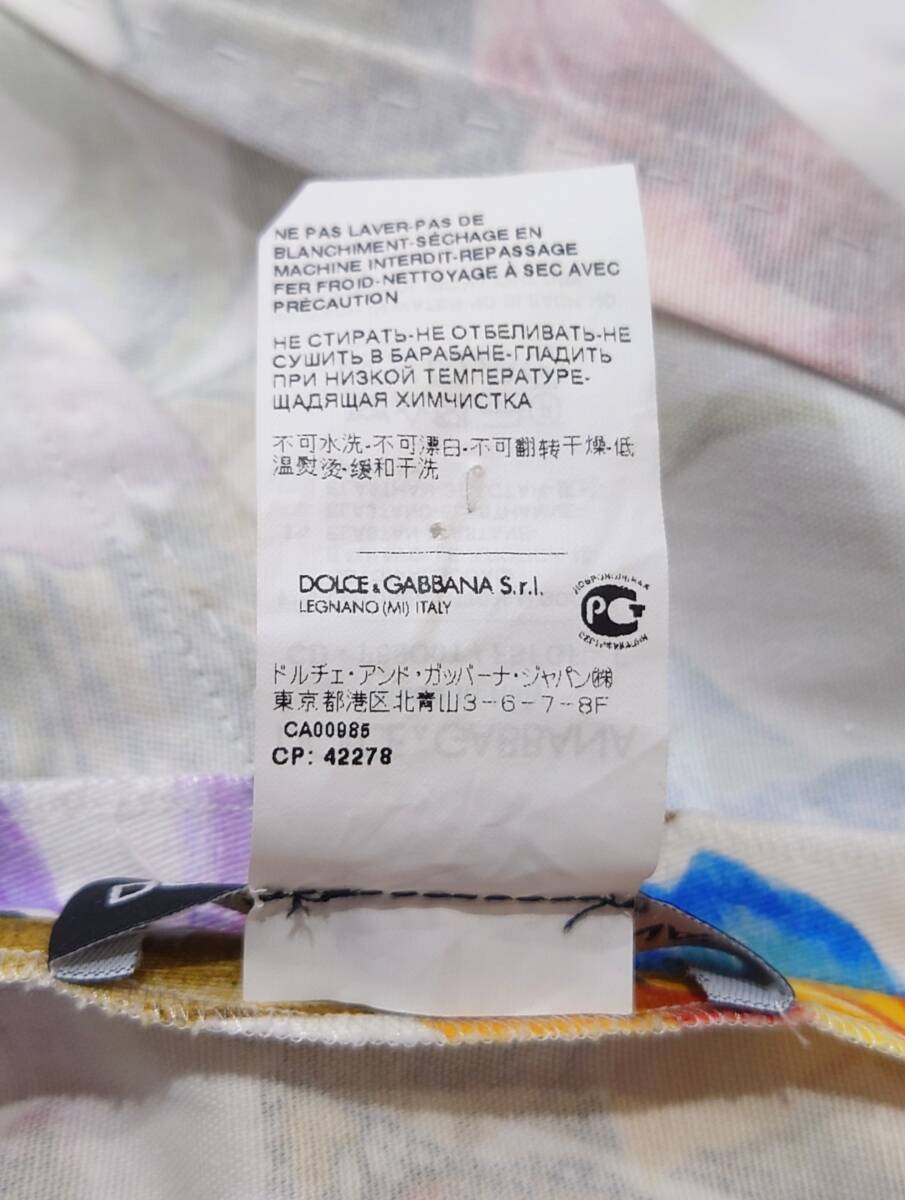 NE PAS LAVER-PAS DE
BLANCHIMENT-SÉCHAGE EN
MACHINE INTERDIT-REPASSAGE
FER FROID-NETTOYAGE À SEC AVEC
PRÉCAUTION
НЕ СТИРАТЬ-НЕ ОТБЕЛИВАТЬ-НЕ
СУШИТЬ В БАРАБАНЕ-ГЛАДИТЬ
ПРИ НИЗКОЙ ТЕМПЕРАТУРЕ-
ЩАДЯЩАЯ ХИМЧИСТКА
不可水洗-不可漂白-不可翻转干燥-低
温熨烫-缓和干洗
DOLCE & GABBANA S.r.l.
LEGNANO (MI) ITALY
РСТ
ドルチェ・アンド・ガッバーナ・ジャパン㈱
東京都港区北青山3-6-7-8F
CA00985
CP: 42278